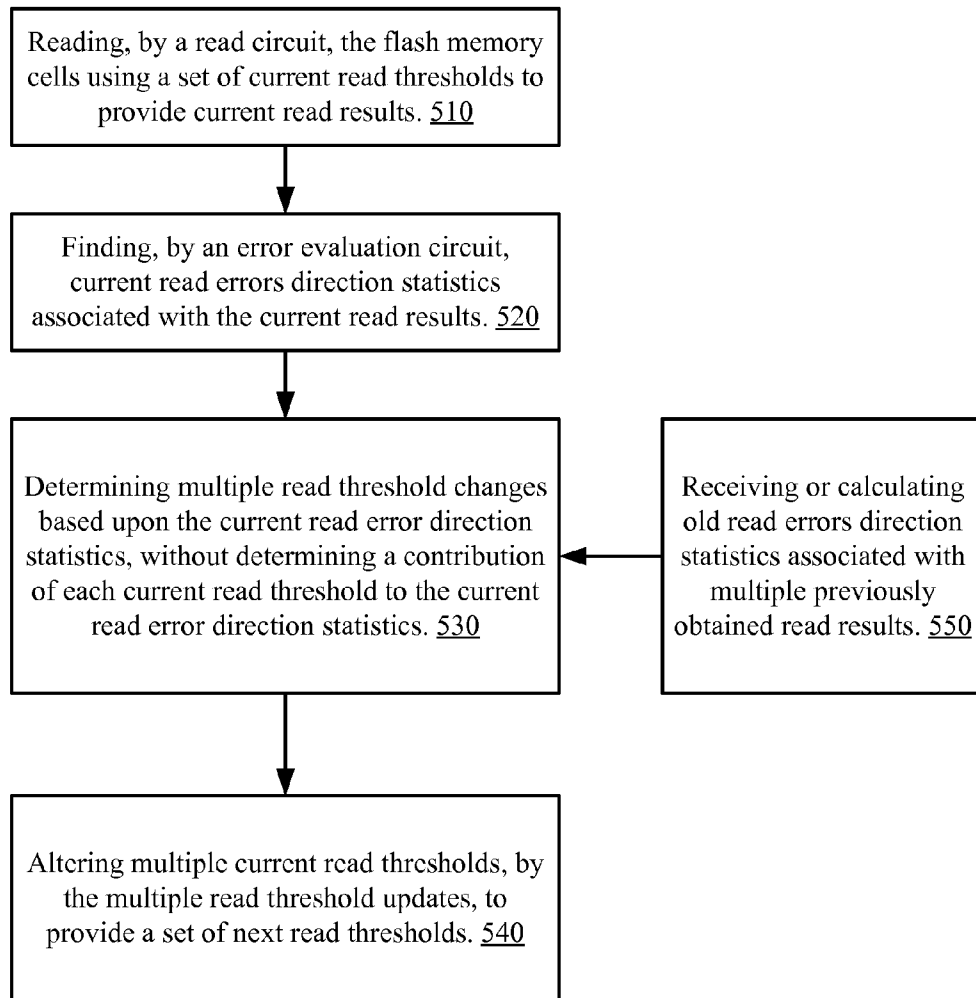 Reading, by a read circuit, the flash memory
cells using a set of current read thresholds to
provide current read results. 510
Finding, by an error evaluation circuit,
current read errors direction statistics
associated with the current read results. 520
Determining multiple read threshold changes
based upon the current read error direction
statistics, without determining a contribution
of each current read threshold to the current
read error direction statistics. 530
Receiving or calculating
old read errors direction
statistics associated with
multiple previously
obtained read results. 550
Altering multiple current read thresholds, by
the multiple read threshold updates, to
provide a set of next read thresholds. 540